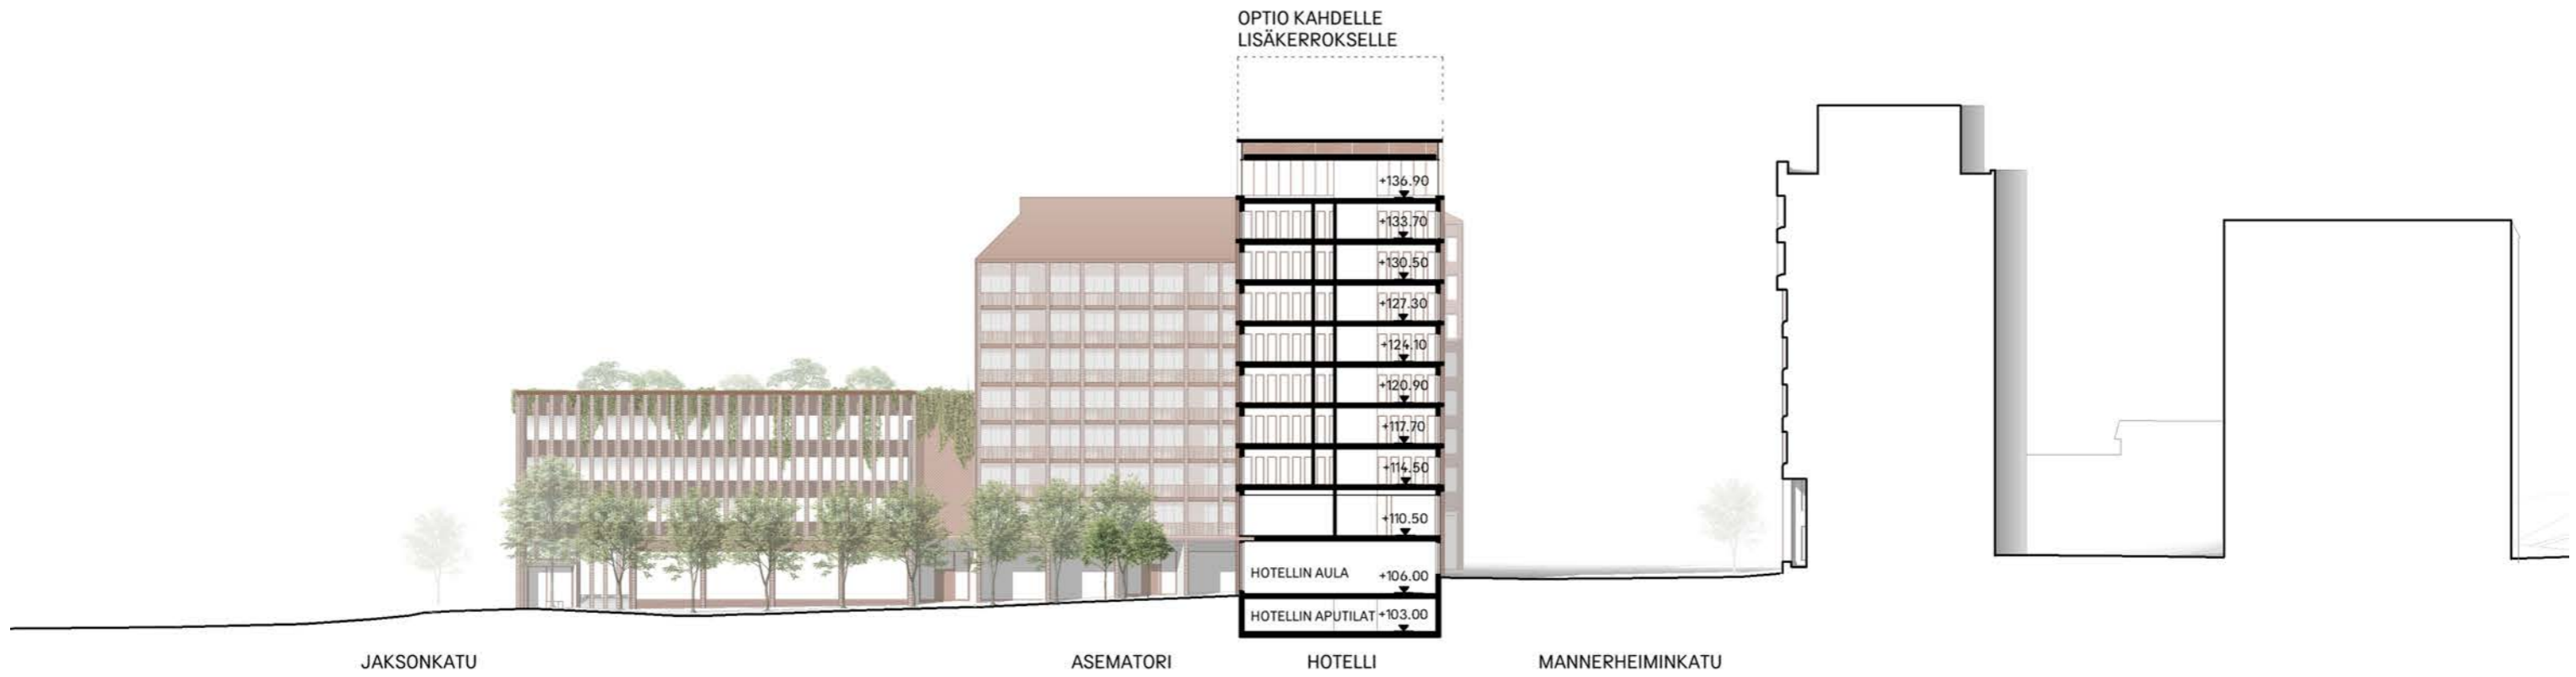 OPTIO KAHDELLE
LISÄKERROKSELLE
+136.90
+133.70
+130.50
+127.30
+124.10
+120.90
+117.70
+114.50
+110.50
HOTELLIN AULA +106.00
HOTELLIN APUTILAT +103.00
JAKSONKATU ASEMATORI HOTELLI MANNERHEIMINKATU